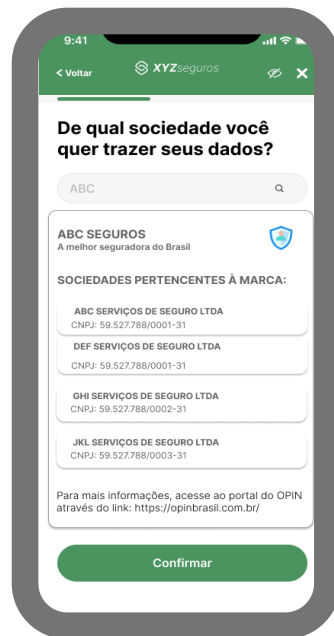 9:41
< Voltar
XYZseguros
De qual sociedade você
quer trazer seus dados?
ABC
ABC SEGUROS
A melhor seguradora do Brasil
SOCIEDADES PERTENCENTES À MARCA:
ABC SERVIÇOS DE SEGURO LTDA
CNPJ: 59.527.788/0001-31
DEF SERVIÇOS DE SEGURO LTDA
CNPJ: 59.527.788/0001-31
GHI SERVIÇOS DE SEGURO LTDA
CNPJ: 59.527.788/0002-31
JKL SERVIÇOS DE SEGURO LTDA
CNPJ: 59.527.788/0003-31
Para mais informações, acesse ao portal do OPIN
através do link: https://opinbrasil.com.br/
Confirmar